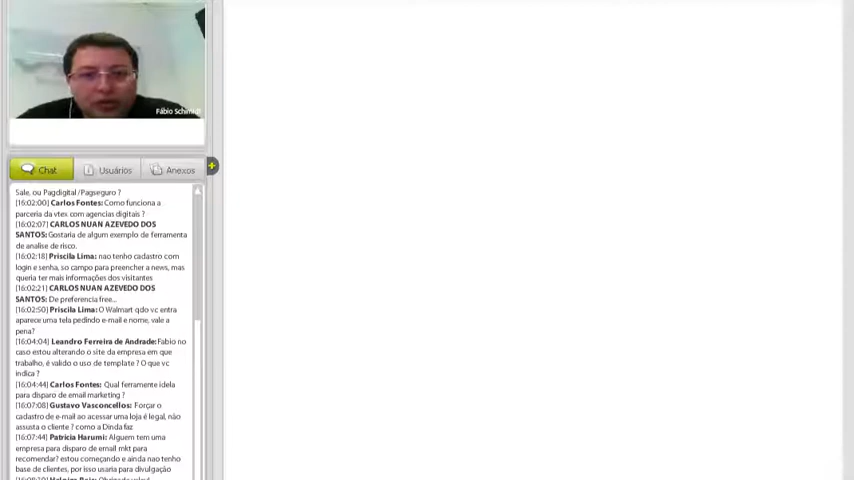 Fábio Schmidt
Chat
Usuários
Anexos
+
Sale, ou Pagdigital/Pagseguro ?
[16:02:00] Carlos Fontes: Como funciona a
parceria da vtex com agencias digitais ?
[16:02:07] CARLOS NUAN AZEVEDO DOS
SANTOS: Gostaria de algum exemplo de ferramenta
de analise de risco.
[16:02:18] Priscila Lima: nao tenho cadastro com
login e senha, so campo para preencher a news, mas
queria ter mais informações dos visitantes
[16:02:21] CARLOS NUAN AZEVEDO DOS
SANTOS: De preferencia free...
[16:02:50] Priscila Lima: O Walmart qdo vc entra
aparece uma tela pedindo e-mail e nome, vale a
pena?
[16:04:04] Leandro Ferreira de Andrade: Fabio no
caso estou alterando o site da empresa em que
trabalho, é valido o uso de template ? O que vc
indica ?
[16:04:44] Carlos Fontes: Qual ferramente idela
para disparo de email marketing ?
[16:07:08] Gustavo Vasconcellos: Forçar o
cadastro de e-mail ao acessar uma loja é legal, não
assusta o cliente ? como a Dinda faz
[16:07:44] Patrícia Harumi: Alguem tem uma
empresa para disparo de email mkt para
recomendar? estou começando e ainda nao tenho
base de clientes, por isso usaria para divulgação